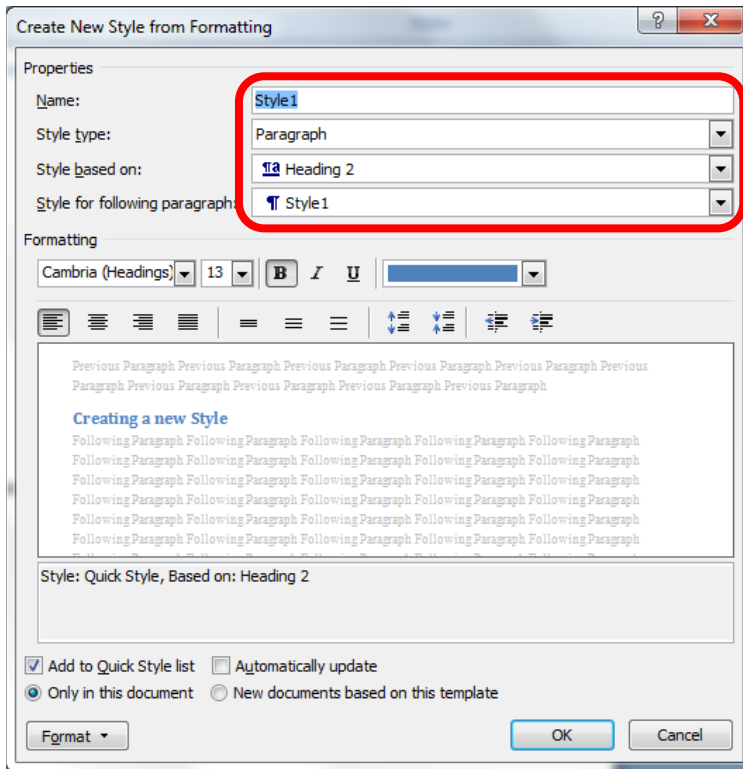 Create New Style from Formatting
Properties
Name: Style1
Style type: Paragraph
Style based on: ¶a Heading 2
Style for following paragraph: ¶ Style1
Formatting
Cambria (Headings) 13 B I U
Previous Paragraph Previous Paragraph Previous Paragraph Previous Paragraph Previous Paragraph Previous
Paragraph Previous Paragraph Previous Paragraph Previous Paragraph Previous Paragraph
Creating a new Style
Following Paragraph Following Paragraph Following Paragraph Following Paragraph Following Paragraph
Following Paragraph Following Paragraph Following Paragraph Following Paragraph Following Paragraph
Following Paragraph Following Paragraph Following Paragraph Following Paragraph Following Paragraph
Following Paragraph Following Paragraph Following Paragraph Following Paragraph Following Paragraph
Following Paragraph Following Paragraph Following Paragraph Following Paragraph Following Paragraph
Following Paragraph Following Paragraph Following Paragraph Following Paragraph Following Paragraph
Style: Quick Style, Based on: Heading 2
Add to Quick Style list Automatically update
Only in this document New documents based on this template
Format OK Cancel